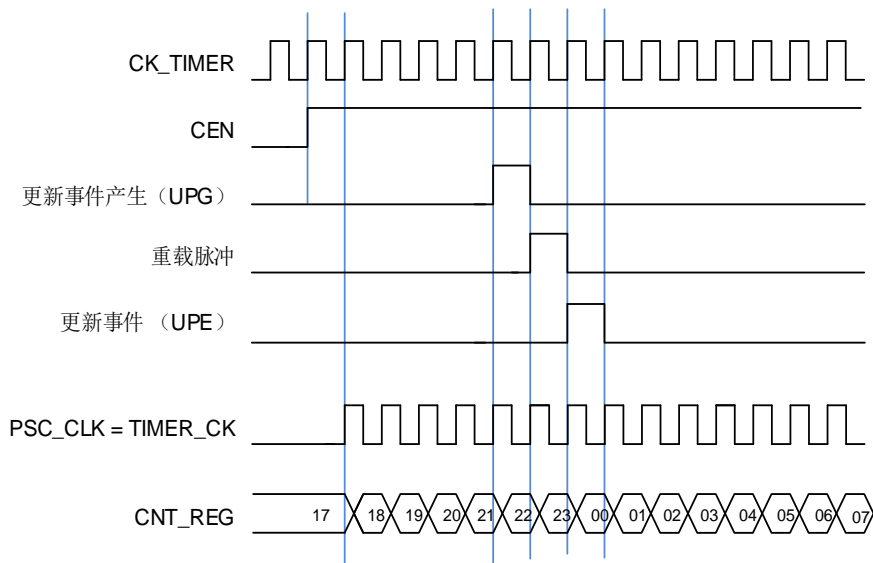 CK_TIMER
CEN
更新事件产生（UPG）
重载脉冲
更新事件 （UPE）
PSC_CLK = TIMER_CK
CNT_REG 17 18 19 20 21 22 23 00 01 02 03 04 05 06 07